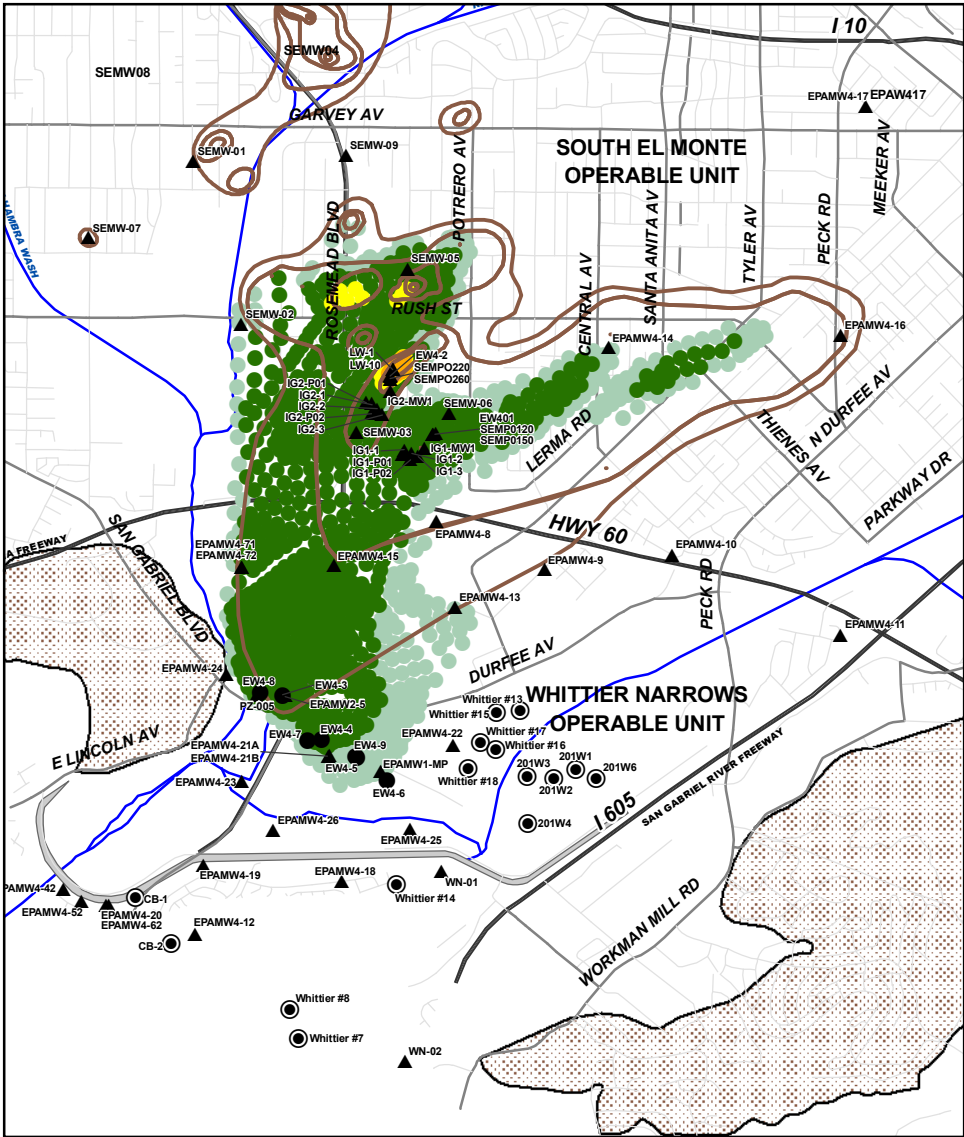 I 10
SEMW04
SEMW08
EPAMW4-17
EPAW417
GARVEY AV
SEMW-01
SEMW-09
SOUTH EL MONTE
OPERABLE UNIT
POTRERO AV
MEEKER AV
ROSEMEAD BLVD
SANTA ANITA AV
TYLER AV
PECK RD
CENTRAL AV
HAMBRA WASH
SEMW-07
SEMW-05
RUSH ST
SEMW-02
EPAMW4-16
EPAMW4-14
LW-1
LW-10
EW4-2
SEMPO220
SEMPO260
IG2-P01
IG2-1
IG2-2
IG2-P02
IG2-3
IG2-MW1
SEMW-06
EW401
SEMP0120
SEMP0150
SEMW-03
IG1-1
IG1-P01
IG1-P02
IG1-MW1
IG1-2
IG1-3
LERMA RD
THIENES AV
N DURFEE AV
PARKWAY DR
SAN GABRIEL BLVD
HWY 60
A FREEWAY
EPAMW4-8
EPAMW4-71
EPAMW4-72
EPAMW4-15
EPAMW4-9
EPAMW4-10
PECK RD
EPAMW4-13
EPAMW4-11
DURFEE AV
EPAMW4-24
EW4-8
PZ-005
EW4-3
EPAMW2-5
WHITTIER NARROWS
OPERABLE UNIT
Whittier #13
Whittier #15
Whittier #17
Whittier #16
Whittier #18
E LINCOLN AV
EW4-7
EW4-4
EPAMW4-21A
EPAMW4-21B
EW4-9
EW4-5
EPAMW4-22
EPAMW1-MP
EW4-6
EPAMW4-23
201W3
201W1
201W6
201W2
201W4
I 605
SAN GABRIEL RIVER FREEWAY
EPAMW4-26
EPAMW4-25
EPAMW4-19
EPAMW4-18
WN-01
Whittier #14
PAMW4-42
EPAMW4-52
EPAMW4-20
EPAMW4-62
CB-1
CB-2
EPAMW4-12
WORKMAN MILL RD
Whittier #8
Whittier #7
WN-02